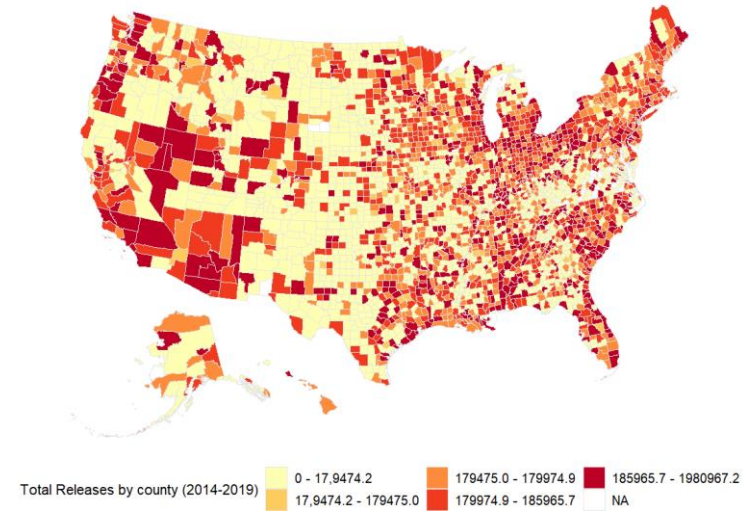 Total Releases by county (2014-2019)
0 - 17,9474.2
17,9474.2 - 179475.0
179475.0 - 179974.9
179974.9 - 185965.7
185965.7 - 1980967.2
NA